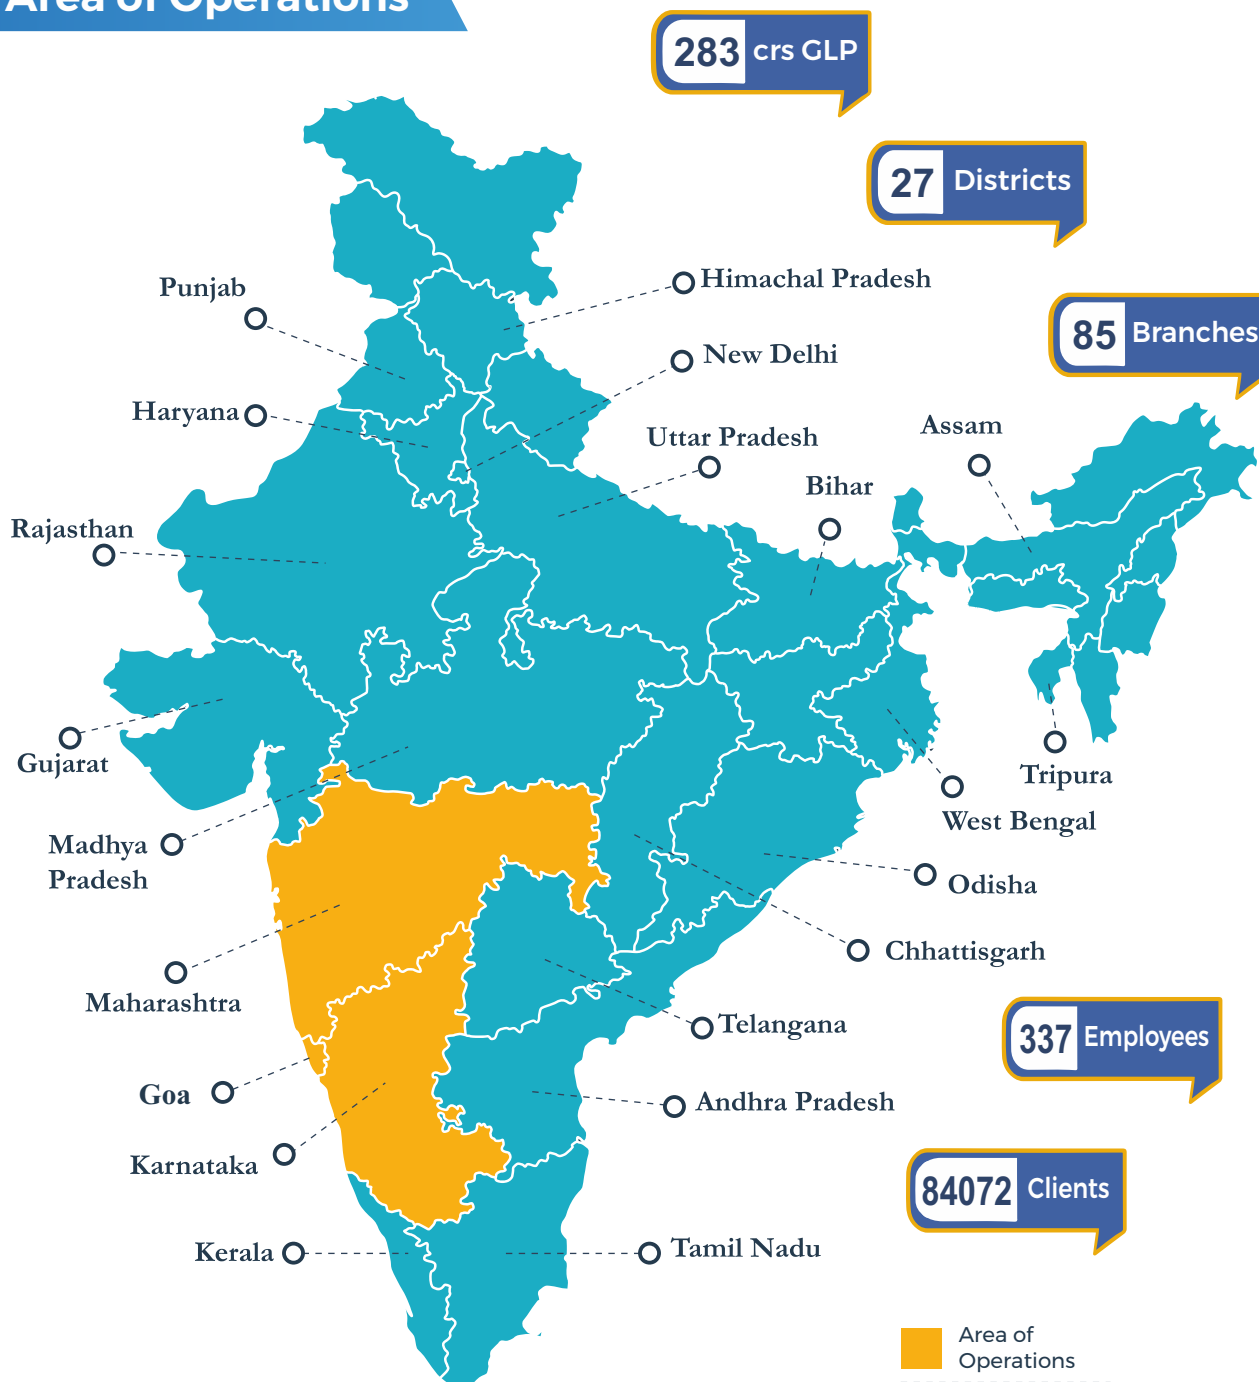 Area of Operations
283 crs GLP
27 Districts
85 Branches
Punjab
Himachal Pradesh
New Delhi
Haryana
Uttar Pradesh
Assam
Bihar
Rajasthan
Gujarat
Tripura
West Bengal
Madhya
Pradesh
Odisha
Chhattisgarh
Maharashtra
Telangana
337 Employees
Goa
Andhra Pradesh
Karnataka
84072 Clients
Kerala
Tamil Nadu
Area of
Operations